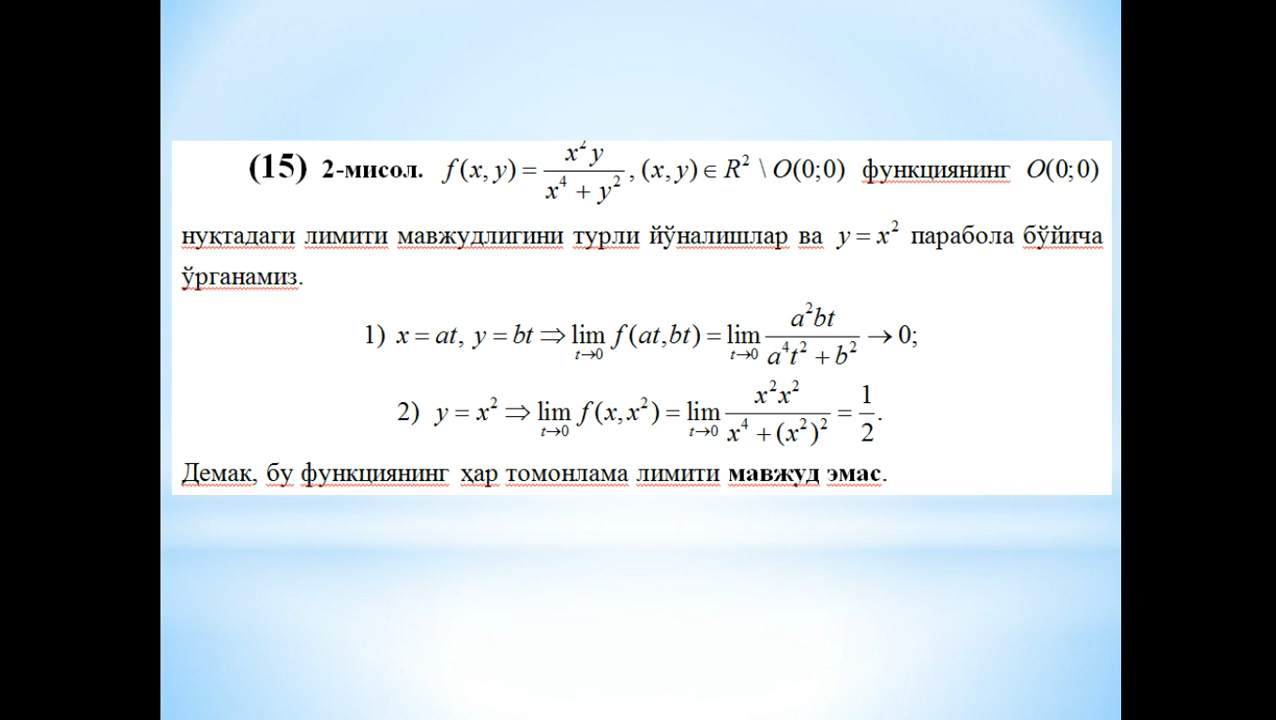 (15) 2-мисол. f(x, y) = x²y / (x⁴ + y²), (x, y) ∈ R² \ O(0;0) функциянинг O(0;0)
нуқтадаги лимити мавжудлигини турли йўналишлар ва y = x² парабола бўйича
ўрганамиз.
1) x = at, y = bt ⇒ lim_{t→0} f(at, bt) = lim_{t→0} a²bt / (a⁴t² + b²) → 0;
2) y = x² ⇒ lim_{t→0} f(x, x²) = lim_{t→0} x²x² / (x⁴ + (x²)²) = 1/2.
Демак, бу функциянинг ҳар томонлама лимити мавжуд эмас.